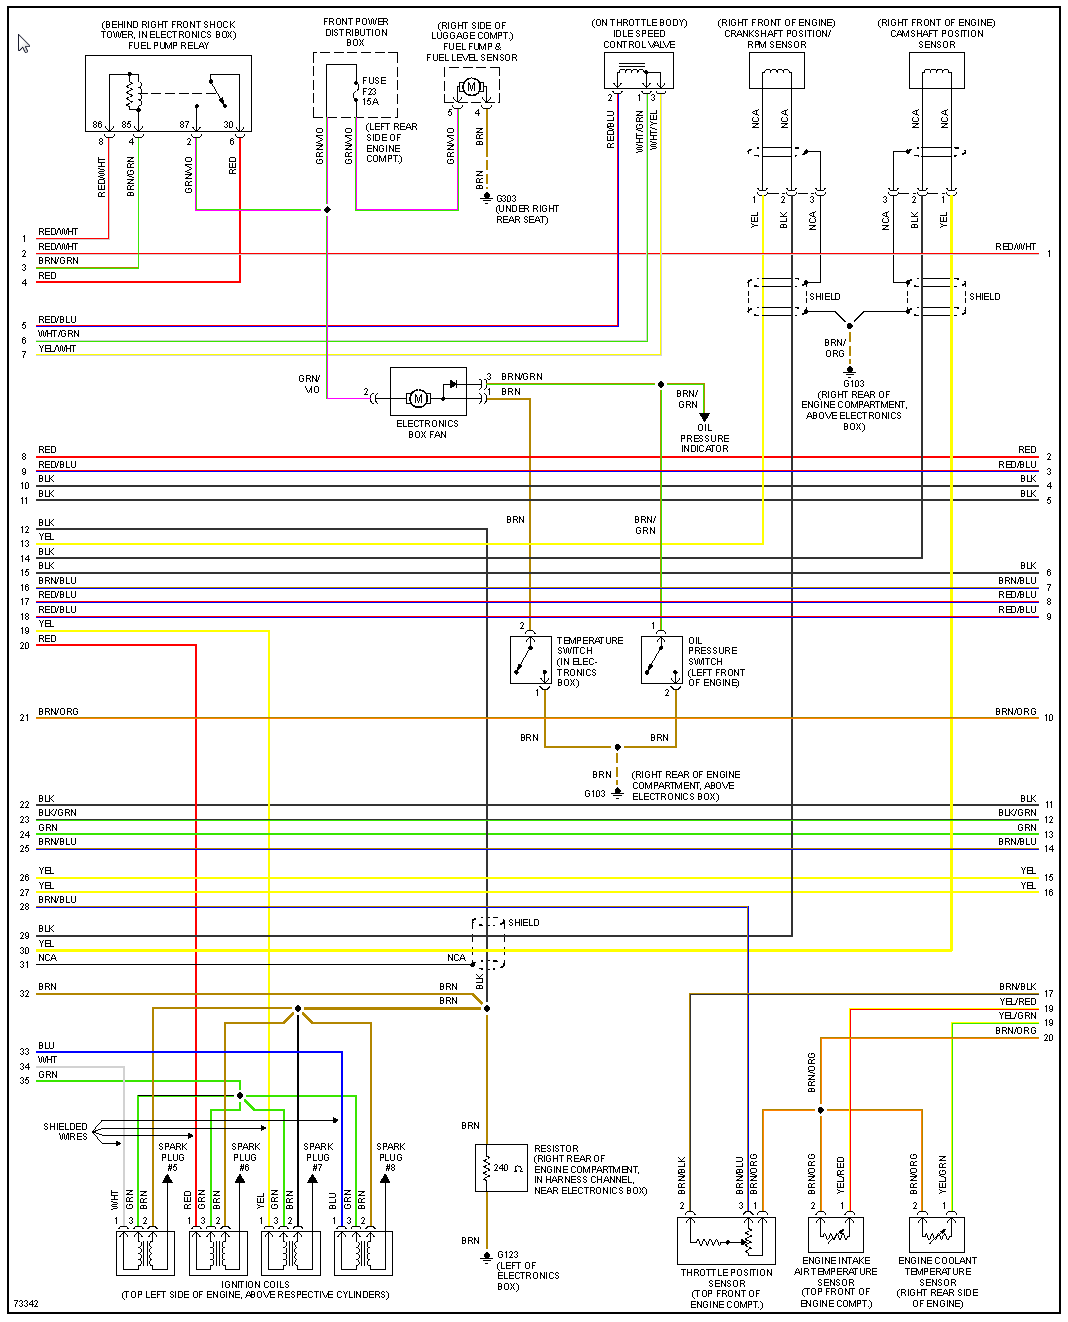 (BEHIND RIGHT FRONT SHOCK
TOWER, IN ELECTRONICS BOX)
FUEL PUMP RELAY
FRONT POWER
DISTRIBUTION
BOX
(RIGHT SIDE OF
LUGGAGE COMPT.)
FUEL FUMP &
FUEL LEVEL SENSOR
(ON THROTTLE BODY)
IDLE SPEED
CONTROL VALVE
(RIGHT FRONT OF ENGINE)
CRANKSHAFT POSITION/
RPM SENSOR
(RIGHT FRONT OF ENGINE)
CAMSHAFT POSITION
SENSOR
FUSE
F23
15A
M
86 85 87 30
8 4 2 6
(LEFT REAR
SIDE OF
ENGINE
COMPT.)
5 4
2 1 3
RED/WHT
BRN/GRN
GRN/VIO
RED
GRN/VIO
GRN/VIO
GRN/VIO
BRN
BRN
RED/BLU
WHT/GRN
WHT/YEL
NCA
NCA
NCA
NCA
G303
(UNDER RIGHT
REAR SEAT)
1 2 3
3 2 1
YEL
BLK
NCA
NCA
BLK
YEL
1 RED/WHT
2 RED/WHT RED/WHT 1
3 BRN/GRN
4 RED
SHIELD
SHIELD
5 RED/BLU
6 WHT/GRN
7 YEL/WHT
BRN/
ORG
G103
(RIGHT REAR OF
ENGINE COMPARTMENT,
ABOVE ELECTRONICS
BOX)
GRN/
VIO
2
M
3 BRN/GRN
1 BRN
ELECTRONICS
BOX FAN
BRN/
GRN
OIL
PRESSURE
INDICATOR
8 RED RED 2
9 RED/BLU RED/BLU 3
10 BLK BLK 4
11 BLK BLK 5
BRN
BRN/
GRN
12 BLK
13 YEL
14 BLK
15 BLK BLK 6
16 BRN/BLU BRN/BLU 7
17 RED/BLU RED/BLU 8
18 RED/BLU RED/BLU 9
19 YEL
20 RED
2
TEMPERATURE
SWITCH
(IN ELEC-
TRONICS
BOX)
1
1
OIL
PRESSURE
SWITCH
(LEFT FRONT
OF ENGINE)
2
21 BRN/ORG BRN/ORG 10
BRN
BRN
BRN
G103
(RIGHT REAR OF ENGINE
COMPARTMENT, ABOVE
ELECTRONICS BOX)
22 BLK BLK 11
23 BLK/GRN BLK/GRN 12
24 GRN GRN 13
25 BRN/BLU BRN/BLU 14
26 YEL YEL 15
27 YEL YEL 16
28 BRN/BLU
SHIELD
29 BLK
30 YEL
31 NCA NCA
BLK
32 BRN BRN
BRN
BRN/BLK 17
YEL/RED 19
YEL/GRN 19
BRN/ORG 20
33 BLU
34 WHT
35 GRN
BRN/ORG
SHIELDED
WIRES
SPARK
PLUG
#5
SPARK
PLUG
#6
SPARK
PLUG
#7
SPARK
PLUG
#8
BRN
RESISTOR
(RIGHT REAR OF
ENGINE COMPARTMENT,
IN HARNESS CHANNEL,
NEAR ELECTRONICS BOX)
240 Ω
WHT
GRN
BRN
RED
GRN
BRN
YEL
GRN
BRN
BLU
GRN
BRN
BRN/BLK
BRN/BLU
BRN/ORG
BRN/ORG
YEL/RED
BRN/ORG
YEL/GRN
1 3 2
1 3 2
1 3 2
1 3 2
2 3 1
2 1
2 1
BRN
G123
(LEFT OF
ELECTRONICS
BOX)
IGNITION COILS
(TOP LEFT SIDE OF ENGINE, ABOVE RESPECTIVE CYLINDERS)
THROTTLE POSITION
SENSOR
(TOP FRONT OF
ENGINE COMPT.)
ENGINE INTAKE
AIR TEMPERATURE
SENSOR
(TOP FRONT OF
ENGINE COMPT.)
ENGINE COOLANT
TEMPERATURE
SENSOR
(RIGHT REAR SIDE
OF ENGINE)
73342